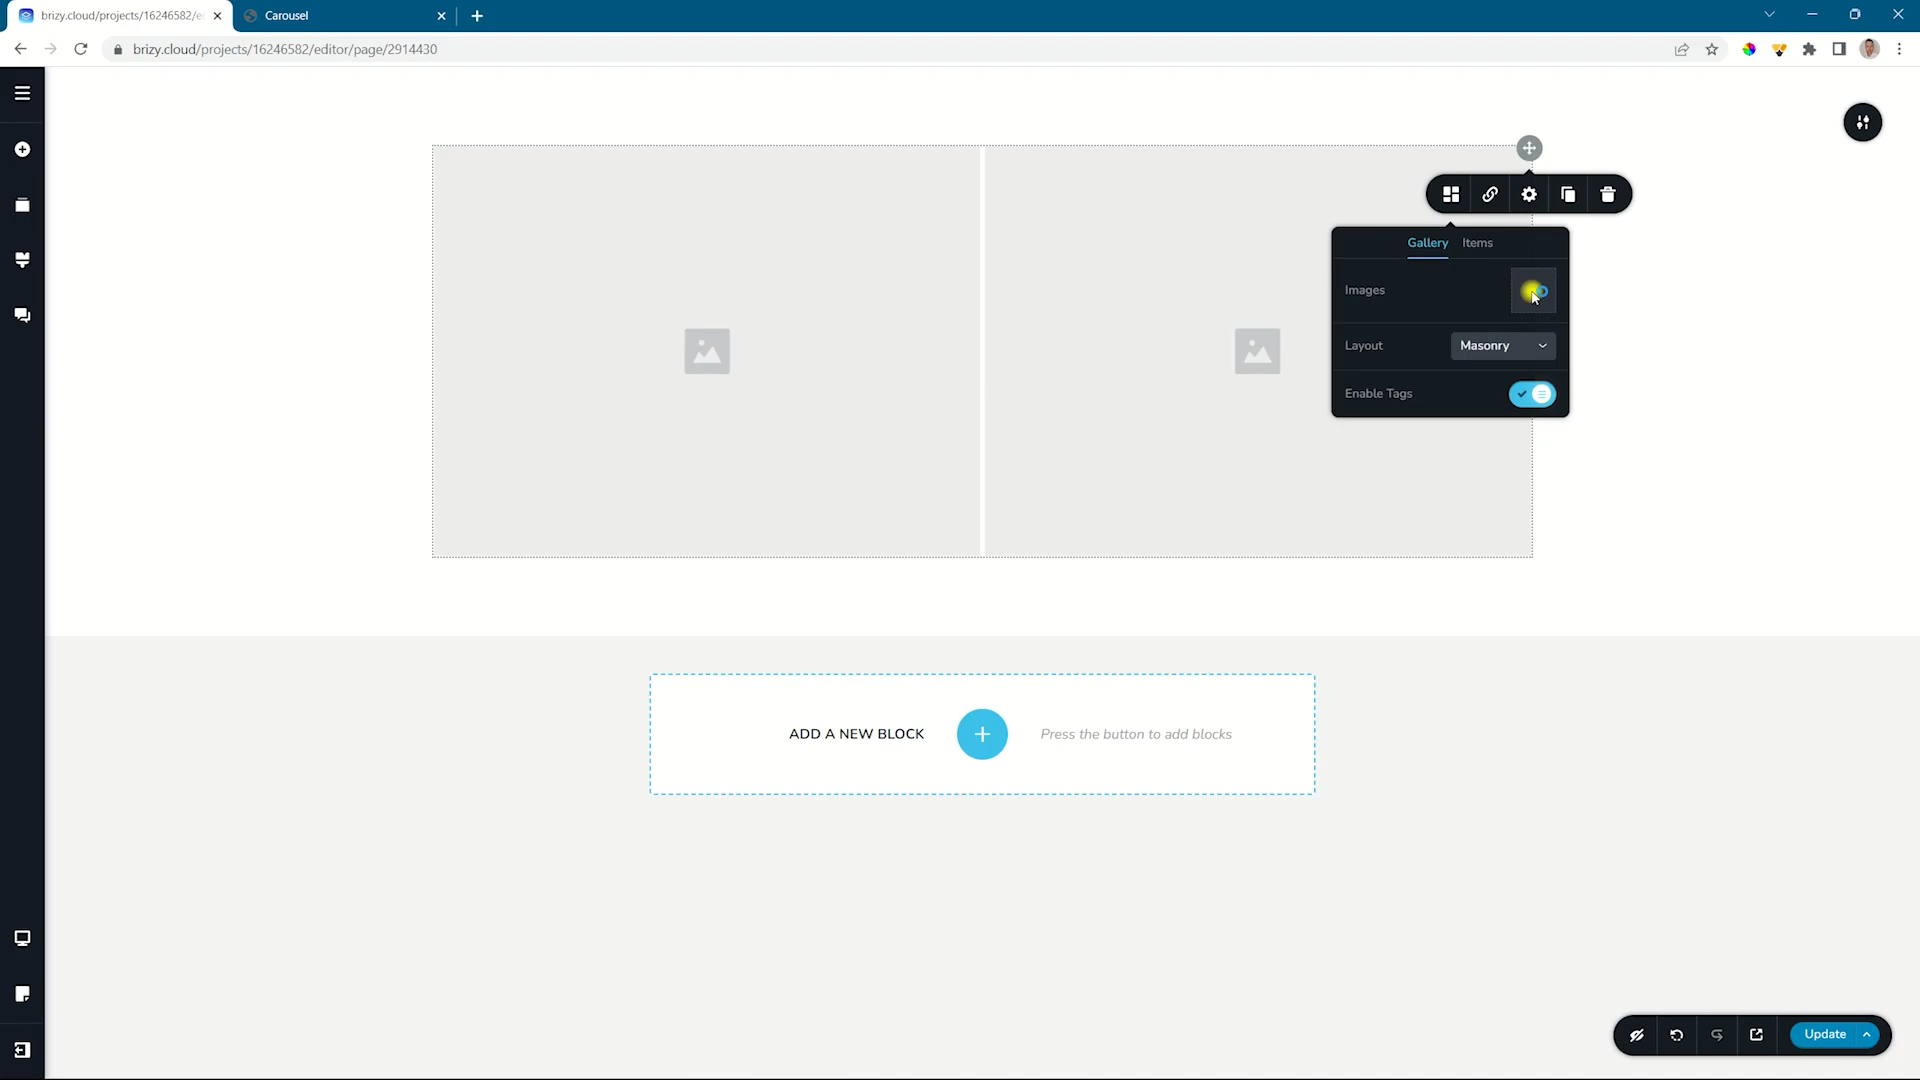 brizy.cloud/projects/16246582/e
Carousel
brizy.cloud/projects/16246582/editor/page/2914430
Gallery
Items
Images
Layout
Masonry
Enable Tags
ADD A NEW BLOCK
Press the button to add blocks
Update